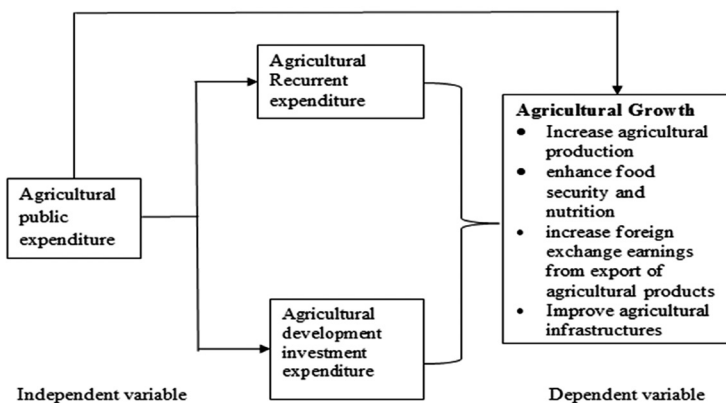 Agricultural
Recurrent
expenditure
Agricultural Growth
● Increase agricultural
production
● enhance food
security and
nutrition
• increase foreign
exchange earnings
from export of
agricultural products
• Improve agricultural
infrastructures
Agricultural
public
expenditure
Agricultural
development
investment
expenditure
Independent variable
Dependent variable